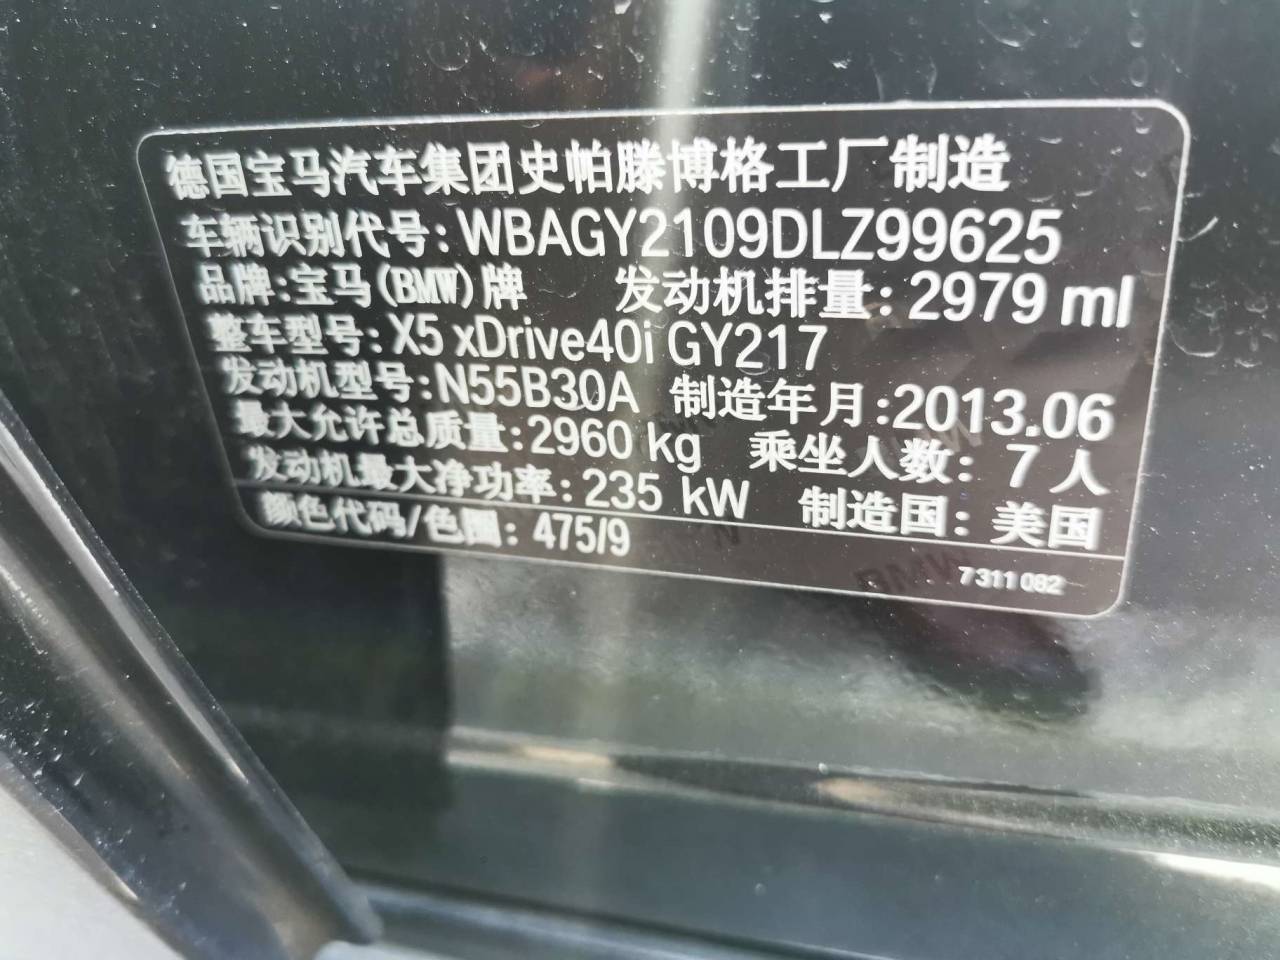 德国宝马汽车集团史帕滕博格工厂制造
车辆识别代号: WBAGY2109DLZ99625
品牌:宝马(BMW)牌 发动机排量: 2979 ml
整车型号: X5 xDrive40i GY217
发动机型号: N55B30A 制造年月:2013.06
最大允许总质量:2960 kg 乘坐人数: 7人
发动机最大净功率: 235 kW 制造国: 美国
颜色代码/色圈: 475/9
7 311 082